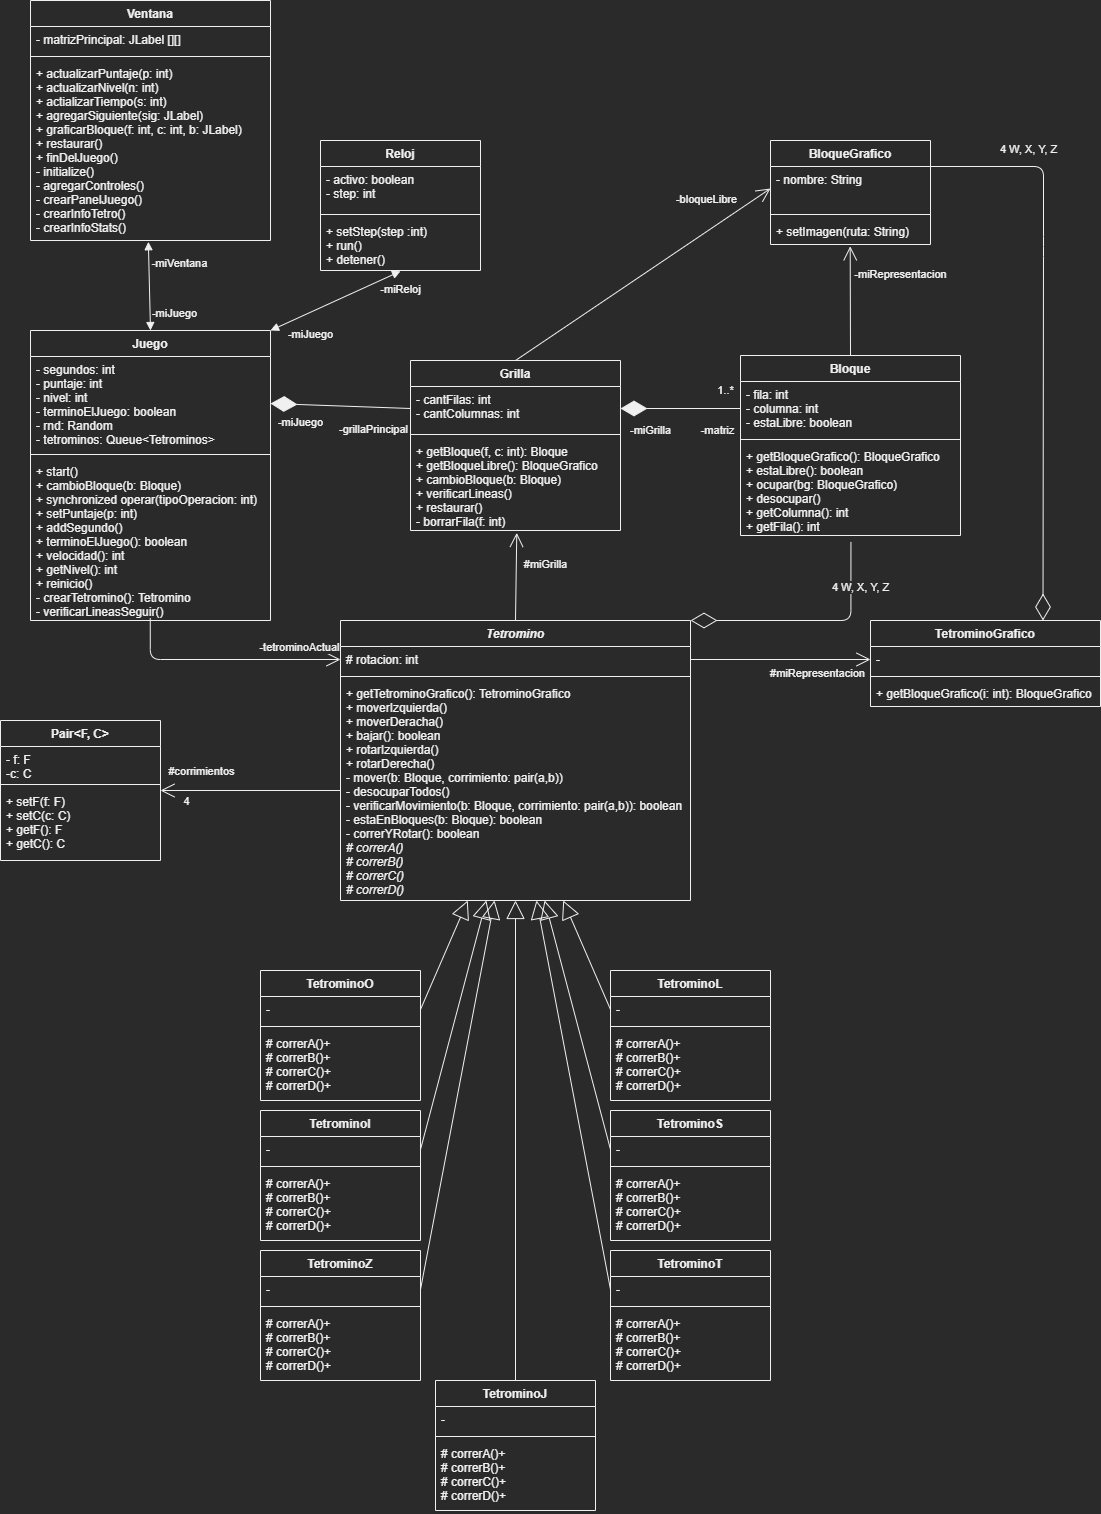 Ventana
- matrizPrincipal: JLabel [][]
+ actualizarPuntaje(p: int)
+ actualizarNivel(n: int)
+ actializarTiempo(s: int)
+ agregarSiguiente(sig: JLabel)
+ graficarBloque(f: int, c: int, b: JLabel)
+ restaurar()
+ finDelJuego()
- initialize()
- agregarControles()
- crearPanelJuego()
- crearInfoTetro()
- crearInfoStats()
Reloj
- activo: boolean
- step: int
+ setStep(step :int)
+ run()
+ detener()
BloqueGrafico
- nombre: String
+ setImagen(ruta: String)
4 W, X, Y, Z
-bloqueLibre
-miVentana
-miJuego
-miReloj
-miJuego
-miRepresentacion
Juego
- segundos: int
- puntaje: int
- nivel: int
- terminoElJuego: boolean
- rnd: Random
- tetrominos: Queue<Tetrominos>
+ start()
+ cambioBloque(b: Bloque)
+ synchronized operar(tipoOperacion: int)
+ setPuntaje(p: int)
+ addSegundo()
+ terminoElJuego(): boolean
+ velocidad(): int
+ getNivel(): int
+ reinicio()
- crearTetromino(): Tetromino
- verificarLineasSeguir()
-miJuego
-grillaPrincipal
Grilla
- cantFilas: int
- cantColumnas: int
+ getBloque(f, c: int): Bloque
+ getBloqueLibre(): BloqueGrafico
+ cambioBloque(b: Bloque)
+ verificarLineas()
+ restaurar()
- borrarFila(f: int)
-miGrilla
1..*
-matriz
Bloque
- fila: int
- columna: int
- estaLibre: boolean
+ getBloqueGrafico(): BloqueGrafico
+ estaLibre(): boolean
+ ocupar(bg: BloqueGrafico)
+ desocupar()
+ getColumna(): int
+ getFila(): int
#miGrilla
4 W, X, Y, Z
-tetrominoActual
Tetromino
# rotacion: int
+ getTetrominoGrafico(): TetrominoGrafico
+ moverIzquierda()
+ moverDeracha()
+ bajar(): boolean
+ rotarIzquierda()
+ rotarDerecha()
- mover(b: Bloque, corrimiento: pair(a,b))
- desocuparTodos()
- verificarMovimiento(b: Bloque, corrimiento: pair(a,b)): boolean
- estaEnBloques(b: Bloque): boolean
- correrYRotar(): boolean
# correrA()
# correrB()
# correrC()
# correrD()
#miRepresentacion
TetrominoGrafico
-
+ getBloqueGrafico(i: int): BloqueGrafico
Pair<F, C>
- f: F
-c: C
+ setF(f: F)
+ setC(c: C)
+ getF(): F
+ getC(): C
#corrimientos
4
TetrominoO
-
# correrA()+
# correrB()+
# correrC()+
# correrD()+
TetrominoL
-
# correrA()+
# correrB()+
# correrC()+
# correrD()+
TetrominoI
-
# correrA()+
# correrB()+
# correrC()+
# correrD()+
TetrominoS
-
# correrA()+
# correrB()+
# correrC()+
# correrD()+
TetrominoZ
-
# correrA()+
# correrB()+
# correrC()+
# correrD()+
TetrominoT
-
# correrA()+
# correrB()+
# correrC()+
# correrD()+
TetrominoJ
-
# correrA()+
# correrB()+
# correrC()+
# correrD()+